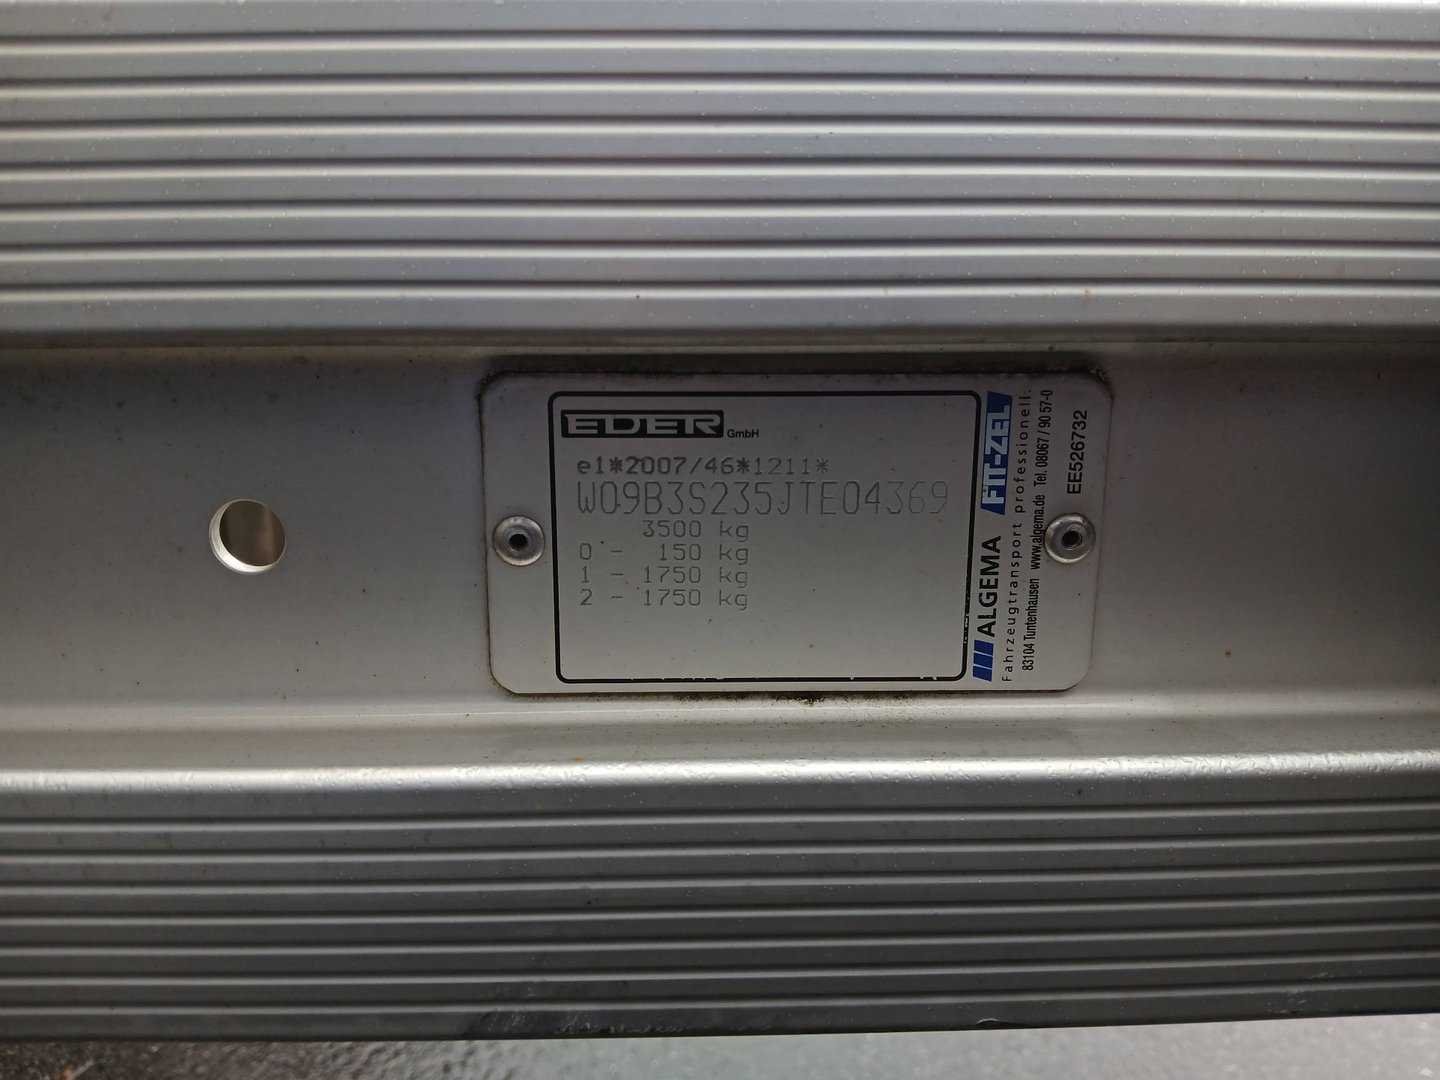 EDER GmbH
e1*2007/46*1211*
W09B3S235JTE04369
3500 kg
0 - 150 kg
1 - 1750 kg
2 - 1750 kg
ALGEMA FIT-ZEL
Fahrzeugtransport professionell.
83104 Tuntenhausen www.algema.de Tel. 08067 / 90 57-0
EE526732